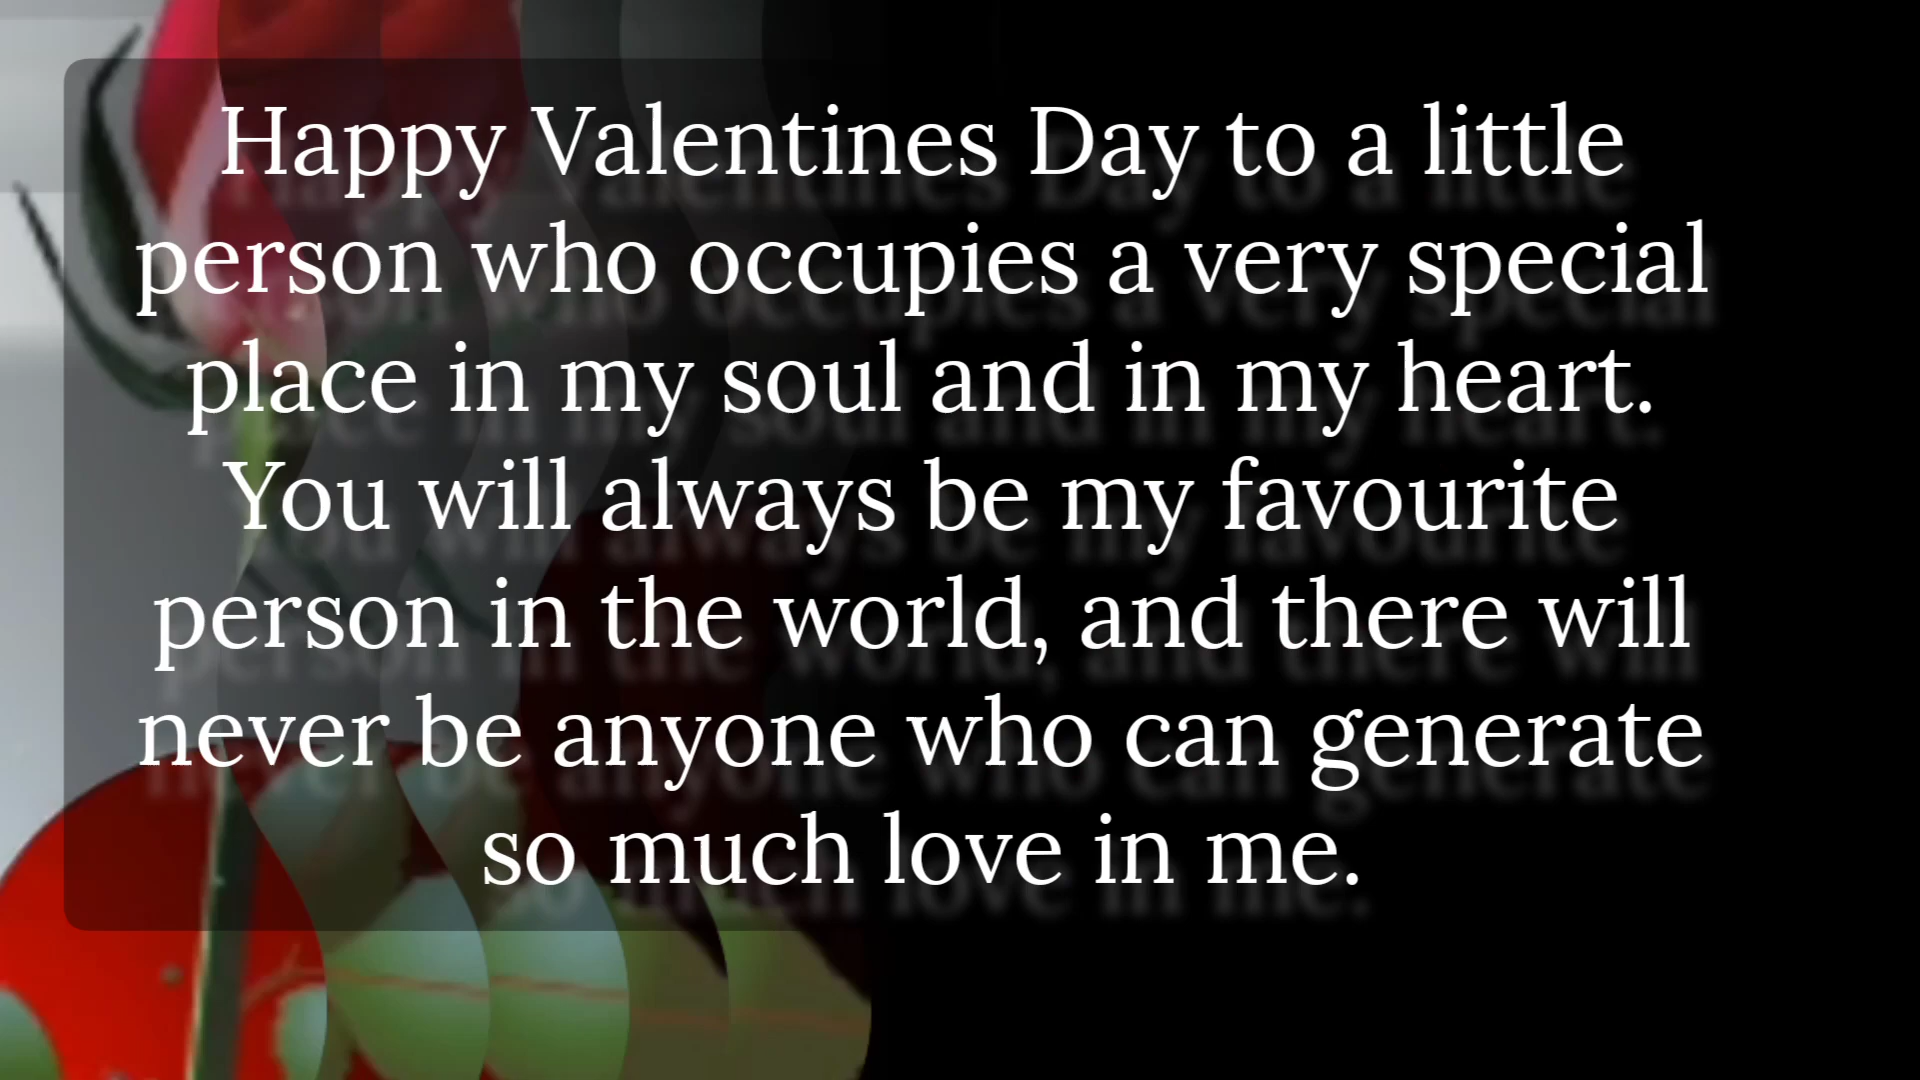 Happy Valentines Day to a little
person who occupies a very special
place in my soul and in my heart.
You will always be my favourite
person in the world, and there will
never be anyone who can generate
so much love in me.